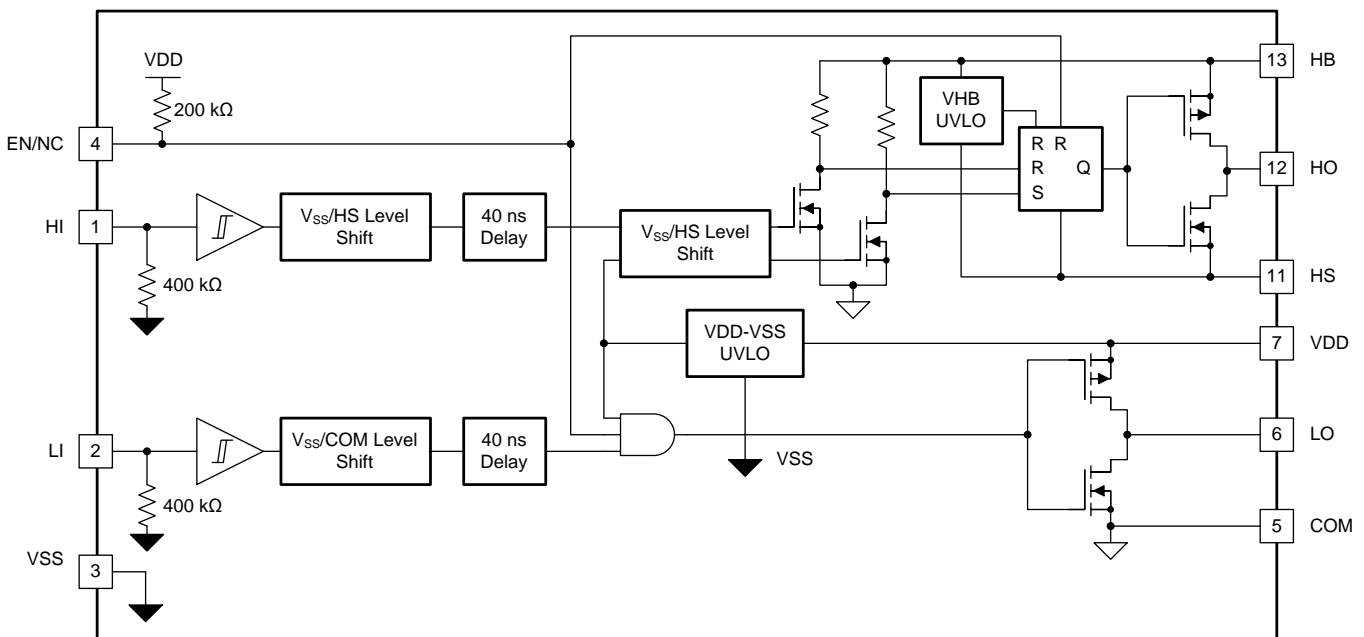 VDD
200 kΩ
EN/NC
4
HI
1
400 kΩ
VSS/HS Level
Shift
40 ns
Delay
VSS/HS Level
Shift
VHB
UVLO
R R
R
Q
S
13
HB
12
HO
11
HS
VDD-VSS
UVLO
7
VDD
LI
2
400 kΩ
VSS/COM Level
Shift
40 ns
Delay
VSS
6
LO
5
COM
VSS
3